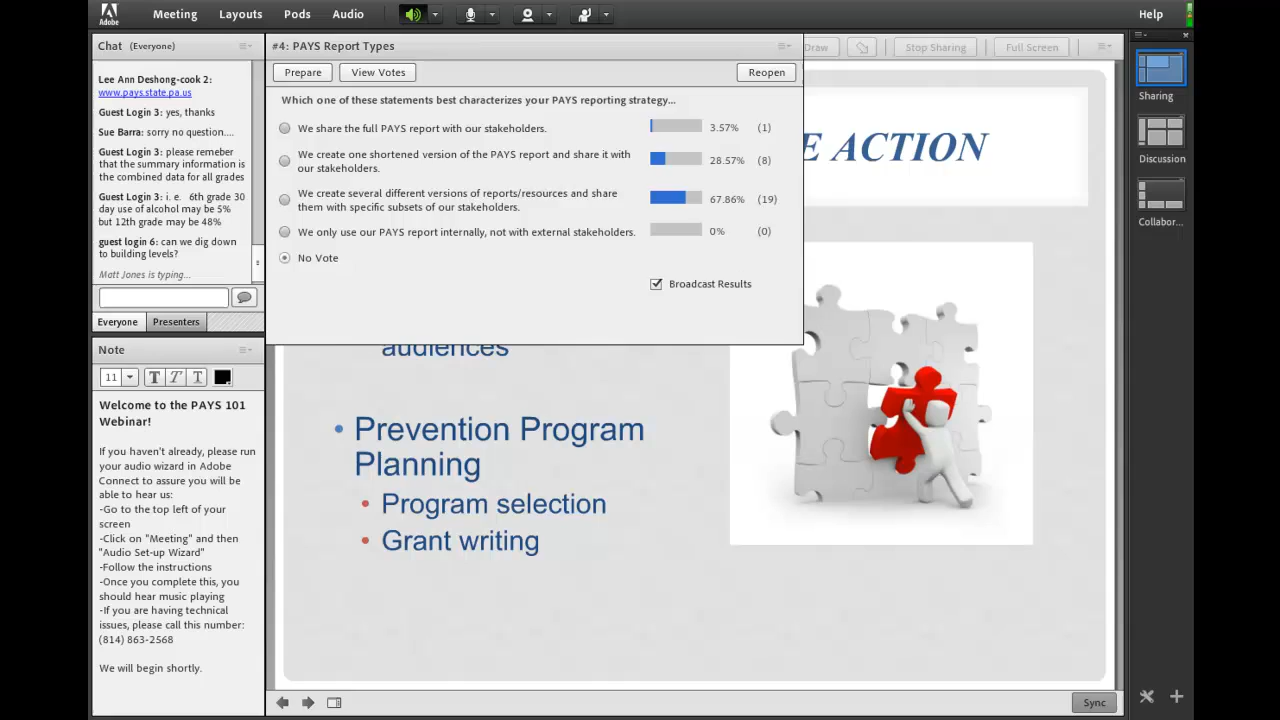 Adobe
Meeting
Layouts
Pods
Audio
Help
Chat (Everyone)
Lee Ann Deshong-cook 2:
www.pays.state.pa.us
Guest Login 3: yes, thanks
Sue Barra: sorry no question....
Guest Login 3: please remeber
that the summary information is
the combined data for all grades
Guest Login 3: i. e. 6th grade 30
day use of alcohol may be 5%
but 12th grade may be 48%
guest login 6: can we dig down
to building levels?
Matt Jones is typing...
Everyone
Presenters
Note
11
T T T
Welcome to the PAYS 101
Webinar!
If you haven't already, please run
your audio wizard in Adobe
Connect to assure you will be
able to hear us:
-Go to the top left of your
screen
-Click on "Meeting" and then
"Audio Set-up Wizard"
-Follow the instructions
-Once you complete this, you
should hear music playing
-If you are having technical
issues, please call this number:
(814) 863-2568
We will begin shortly.
#4: PAYS Report Types
Prepare
View Votes
Reopen
Which one of these statements best characterizes your PAYS reporting strategy...
We share the full PAYS report with our stakeholders.
3.57% (1)
We create one shortened version of the PAYS report and share it with
our stakeholders.
28.57% (8)
We create several different versions of reports/resources and share
them with specific subsets of our stakeholders.
67.86% (19)
We only use our PAYS report internally, not with external stakeholders.
0% (0)
No Vote
Broadcast Results
Draw
Stop Sharing
Full Screen
E ACTION
audiences
• Prevention Program
Planning
• Program selection
• Grant writing
Sync
Sharing
Discussion
Collabor...